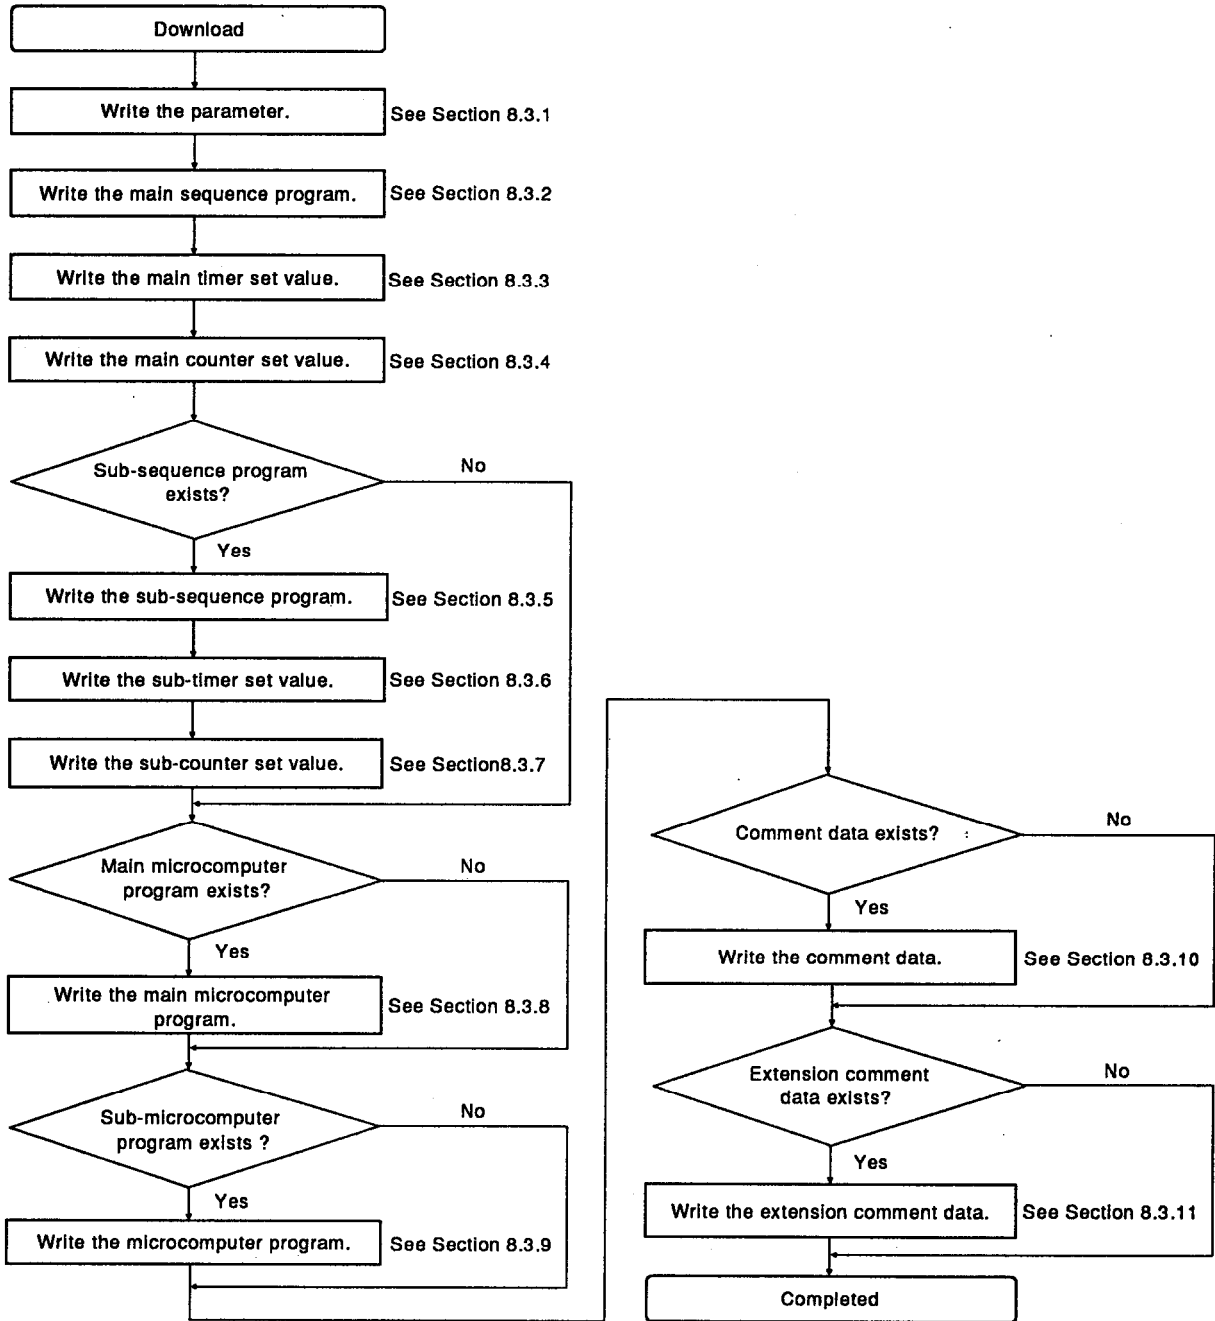 Download
Write the parameter.
See Section 8.3.1
Write the main sequence program.
See Section 8.3.2
Write the main timer set value.
See Section 8.3.3
Write the main counter set value.
See Section 8.3.4
Sub-sequence program
exists?
No
Yes
Write the sub-sequence program.
See Section 8.3.5
Write the sub-timer set value.
See Section 8.3.6
Write the sub-counter set value.
See Section8.3.7
Main microcomputer
program exists?
No
Yes
Write the main microcomputer
program.
See Section 8.3.8
Sub-microcomputer
program exists ?
No
Yes
Write the microcomputer program.
See Section 8.3.9
Comment data exists?
No
Yes
Write the comment data.
See Section 8.3.10
Extension comment
data exists?
No
Yes
Write the extension comment data.
See Section 8.3.11
Completed